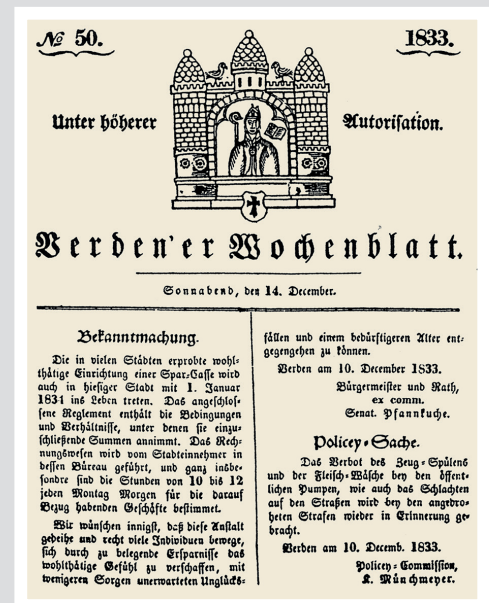 № 50.
1833.
Unter höherer
Autorisation.
Verden'er Wochenblatt.
Sonnabend, den 14. December.
Bekanntmachung.
Die in vielen Städten erprobte wohl-
thätige Einrichtung einer Spar-Casse wird
auch in hiesiger Stadt mit 1. Januar
1834 ins Leben treten. Das angeschlos-
sene Reglement enthält die Bedingungen
und Verhältnisse, unter denen sie einzu-
schließende Summen annimmt. Das Rech-
nungswesen wird vom Stadteinnehmer in
dessen Büreau geführt, und ganz insbe-
sondre sind die Stunden von 10 bis 12
jeden Montag Morgen für die darauf
Bezug habenden Geschäfte bestimmet.
Wir wünschen innigst, daß diese Anstalt
gedeihe und recht viele Individuen bewege,
sich durch zu belegende Ersparnisse das
wohlthätige Gefühl zu verschaffen, mit
wenigeren Sorgen unerwarteten Unglücks-
fällen und einem bedürftigeren Alter ent-
gegengehen zu können.
Verden am 10. December 1833.
Bürgermeister und Rath,
ex comm.
Senat. Pfannkuche.
Policey-Sache.
Das Verbot des Zeug-Spülens
und der Fleisch-Wäsche bey den öffent-
lichen Pumpen, wie auch das Schlachten
auf den Straßen wird bey den angedro-
heten Strafen wieder in Erinnerung ge-
bracht.
Verden am 10. Decemb. 1833.
Policey-Commission,
F. Münchmeyer.